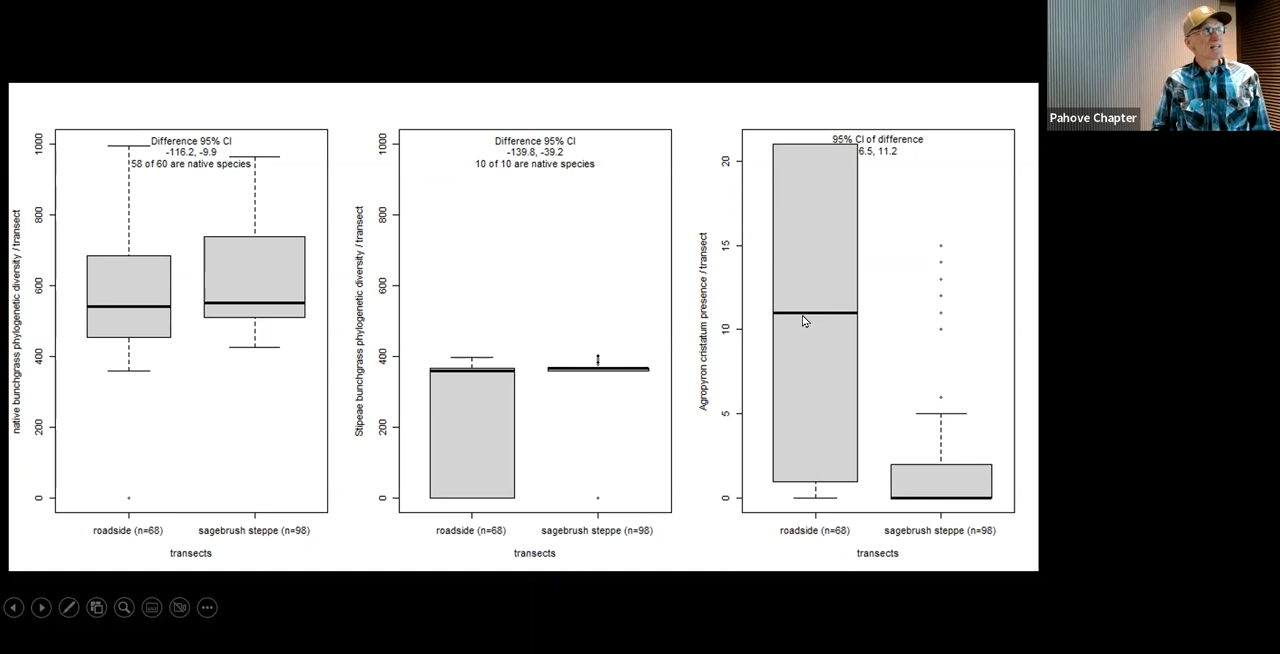 Pahove Chapter
native bunchgrass phylogenetic diversity / transect
1000
800
600
400
200
0
Difference 95% CI
-116.2, -9.9
58 of 60 are native species
roadside (n=68)
sagebrush steppe (n=98)
transects
Stipeae bunchgrass phylogenetic diversity / transect
1000
800
600
400
200
0
Difference 95% CI
-139.8, -39.2
10 of 10 are native species
roadside (n=68)
sagebrush steppe (n=98)
transects
Agropyron cristatum presence / transect
20
15
10
5
0
95% CI of difference
6.5, 11.2
roadside (n=68)
sagebrush steppe (n=98)
transects